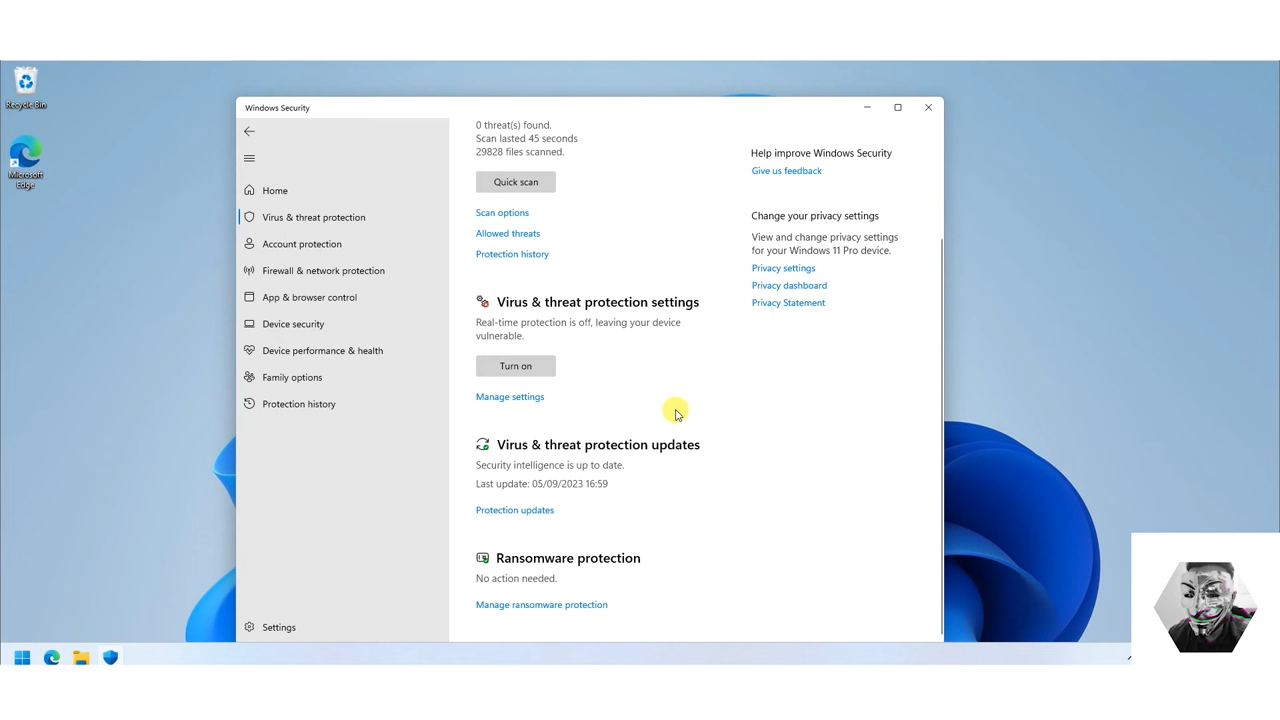 Recycle Bin
Microsoft
Edge
Windows Security
Home
Virus & threat protection
Account protection
Firewall & network protection
App & browser control
Device security
Device performance & health
Family options
Protection history
Settings
0 threat(s) found.
Scan lasted 45 seconds
29828 files scanned.
Quick scan
Scan options
Allowed threats
Protection history
Virus & threat protection settings
Real-time protection is off, leaving your device
vulnerable.
Turn on
Manage settings
Virus & threat protection updates
Security intelligence is up to date.
Last update: 05/09/2023 16:59
Protection updates
Ransomware protection
No action needed.
Manage ransomware protection
Help improve Windows Security
Give us feedback
Change your privacy settings
View and change privacy settings
for your Windows 11 Pro device.
Privacy settings
Privacy dashboard
Privacy Statement